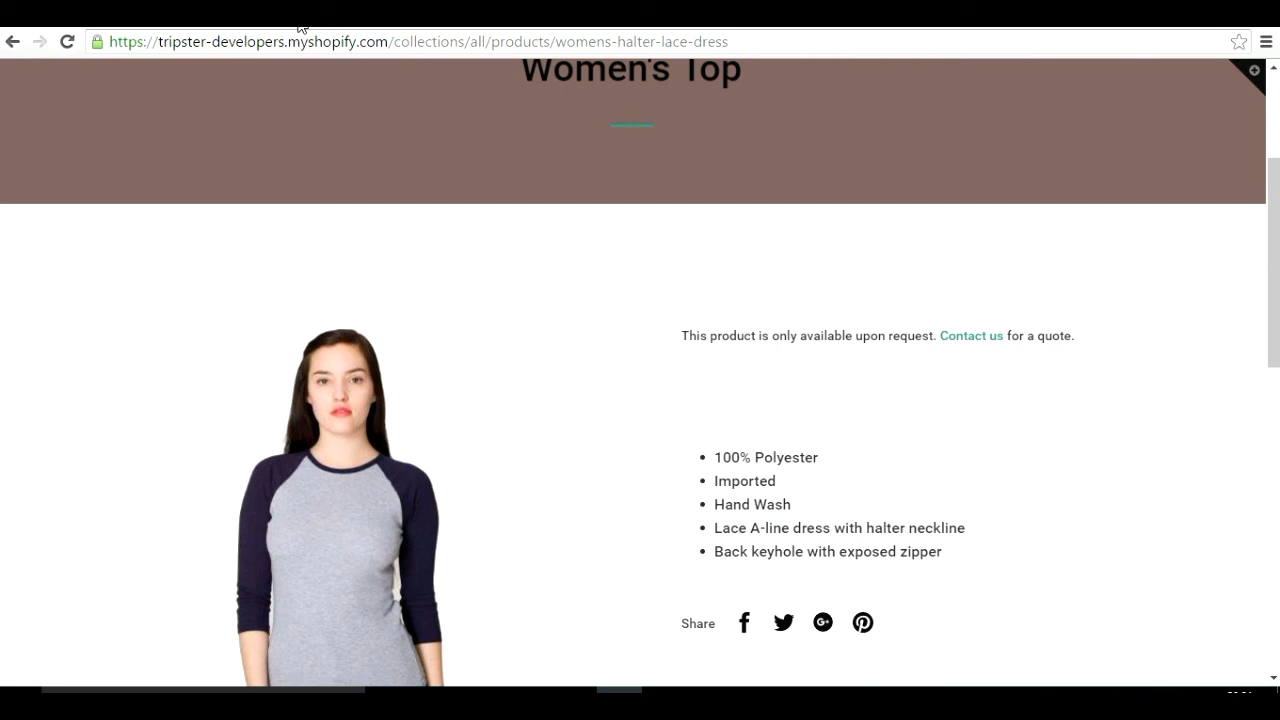 https://tripster-developers.myshopify.com/collections/all/products/womens-halter-lace-dress
Women's Top
This product is only available upon request. Contact us for a quote.
100% Polyester
Imported
Hand Wash
Lace A-line dress with halter neckline
Back keyhole with exposed zipper
Share